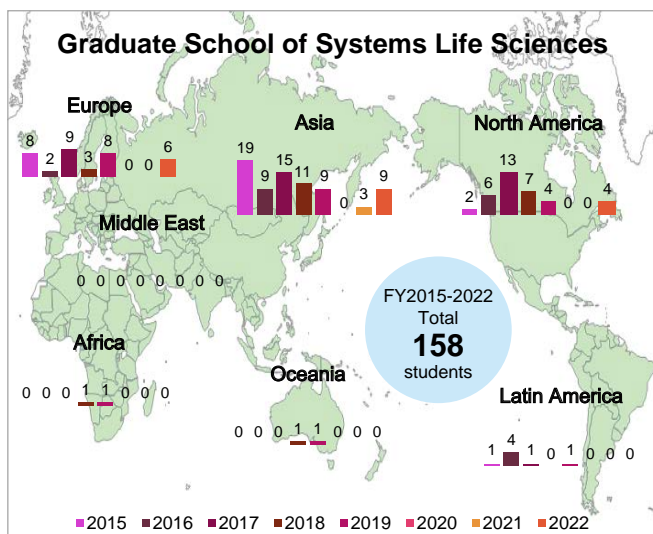 Graduate School of Systems Life Sciences
Europe
8 2 9 3 8 0 0 6
Asia
19 9 15 11 9 0 3 9
North America
2 6 13 7 4 0 0 4
Middle East
0 0 0 0 0 0 0 0
FY2015-2022
Total
158
students
Africa
0 0 0 1 1 0 0 0
Oceania
0 0 0 1 1 0 0 0
Latin America
1 4 1 0 1 0 0 0
2015 2016 2017 2018 2019 2020 2021 2022